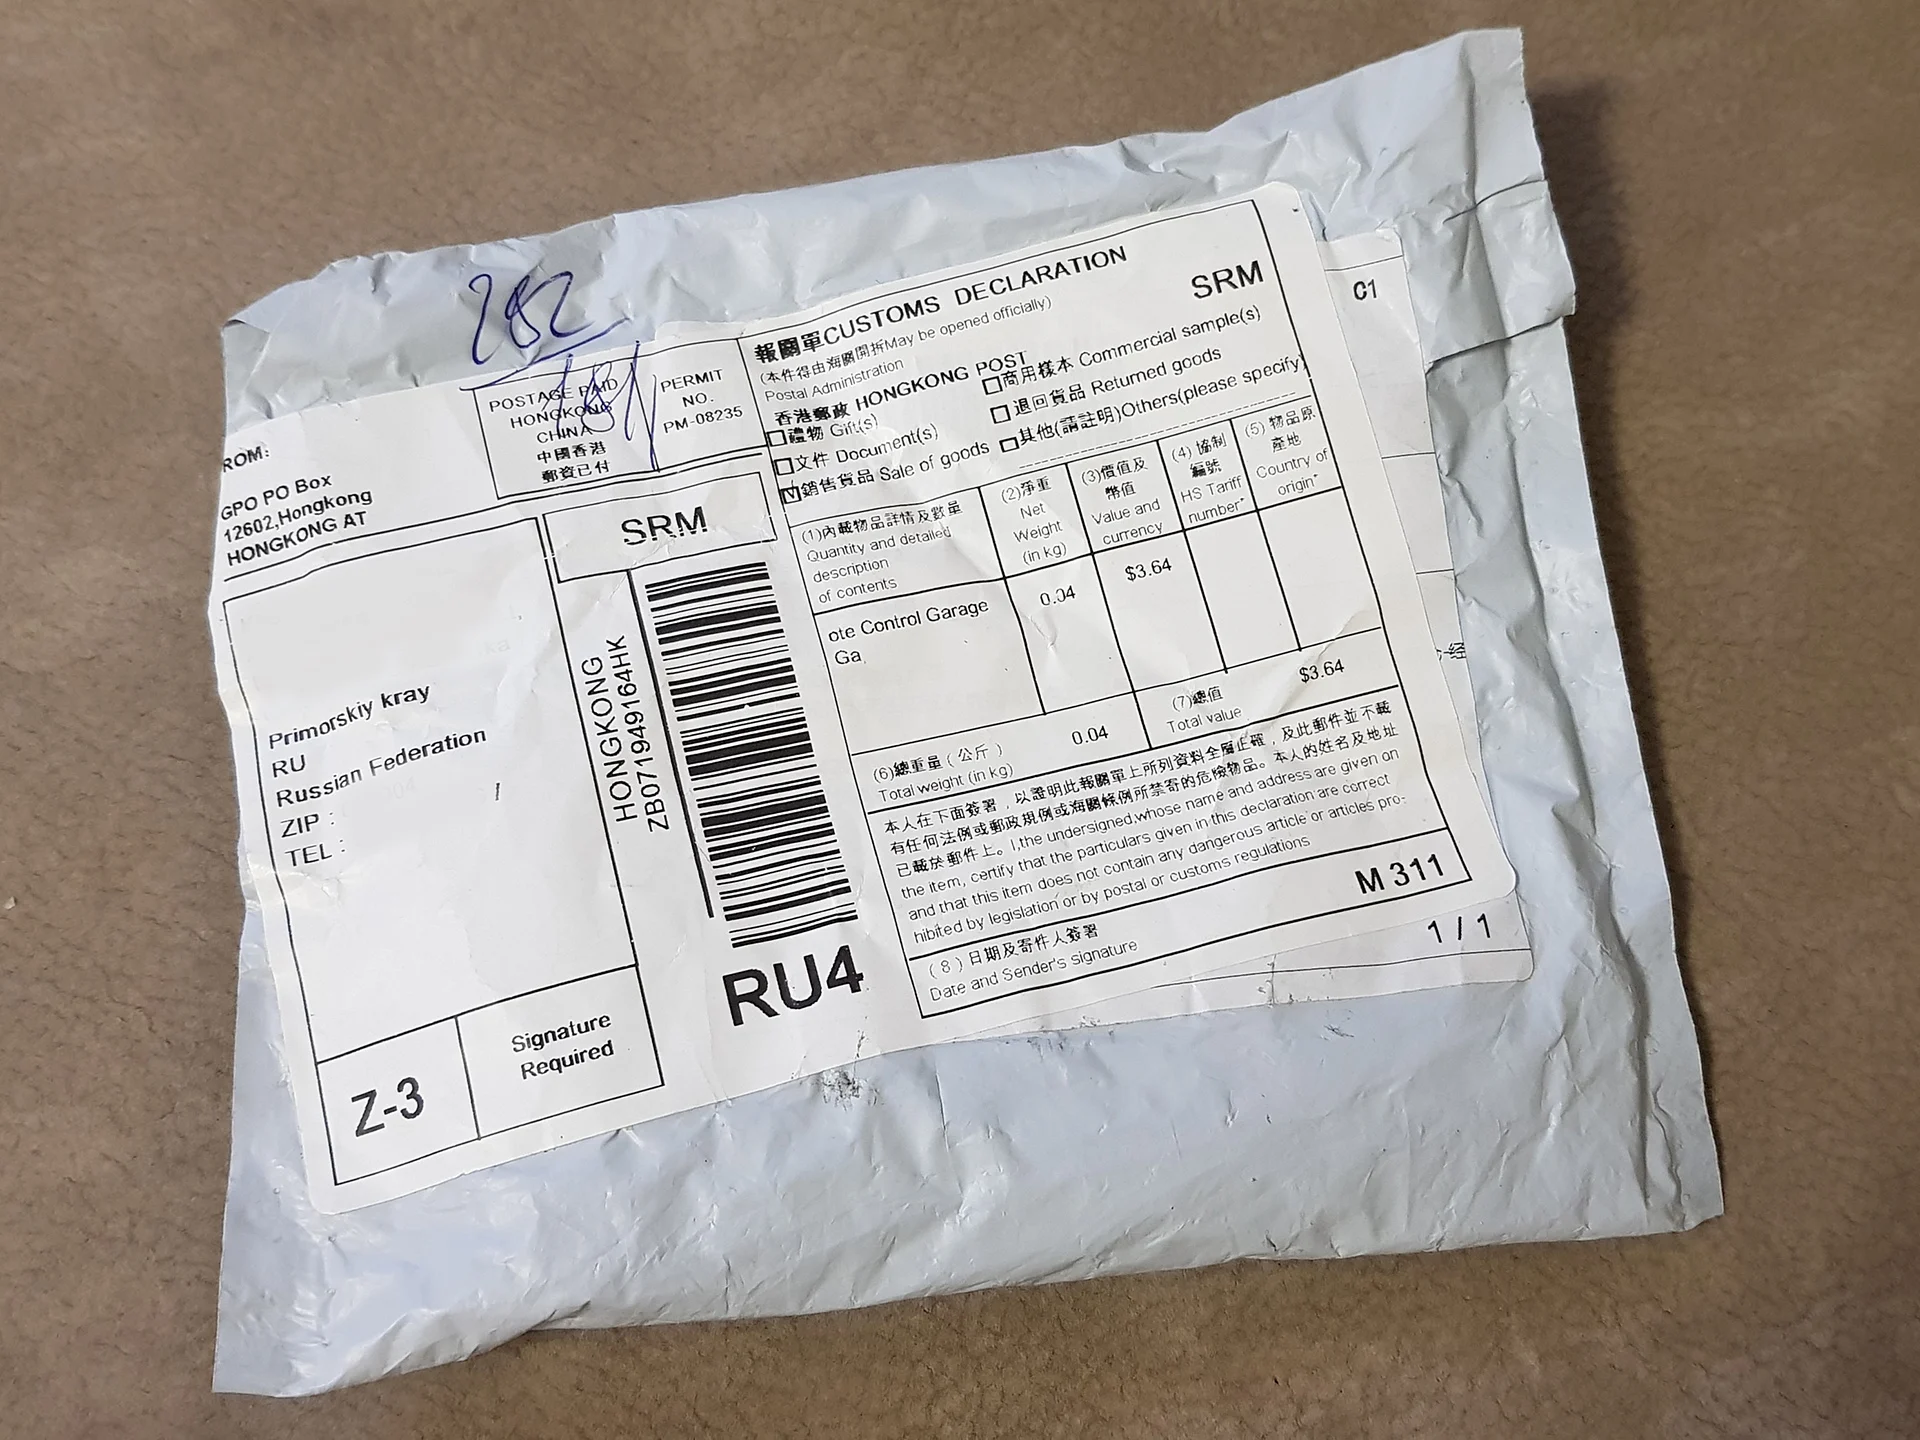 282
ROM:
GPO PO Box
12602,Hongkong
HONGKONG AT
POSTAGE PAID
HONGKONG
CHINA
中國香港
郵資已付
PERMIT
NO.
PM-08235
Primorskiy kray
RU
Russian Federation
ZIP :
TEL :
Z-3
Signature
Required
SRM
HONGKONG
ZB071949164HK
RU4
報關單CUSTOMS DECLARATION
(本件得由海關開拆May be opened officially)
Postal Administration
香港郵政 HONGKONG POST
SRM
禮物 Gift(s)
文件 Document(s)
銷售貨品 Sale of goods
商用樣本 Commercial sample(s)
退回貨品 Returned goods
其他(請註明)Others(please specify)
(1)內載物品詳情及數量
Quantity and detailed
description
of contents
(2)淨重
Net
Weight
(in kg)
(3)價值及
幣值
Value and
currency
(4) 協制
編號
HS Tariff
number*
(5) 物品原
產地
Country of
origin*
ote Control Garage
Ga
0.04
$3.64
(6)總重量 ( 公斤 )
Total weight (in kg)
0.04
(7)總值
Total value
$3.64
本人在下面簽署，以證明此報關單上所列資料全屬正確，及此郵件並不載
有任何法例或郵政規例或海關條例所禁寄的危險物品。本人的姓名及地址
已載於郵件上。I,the undersigned,whose name and address are given on
the item, certify that the particulars given in this declaration are correct
and that this item does not contain any dangerous article or articles pro-
hibited by legislation or by postal or customs regulations
M 311
( 8 ) 日期及寄件人簽署
Date and Sender's signature
C1
1 / 1